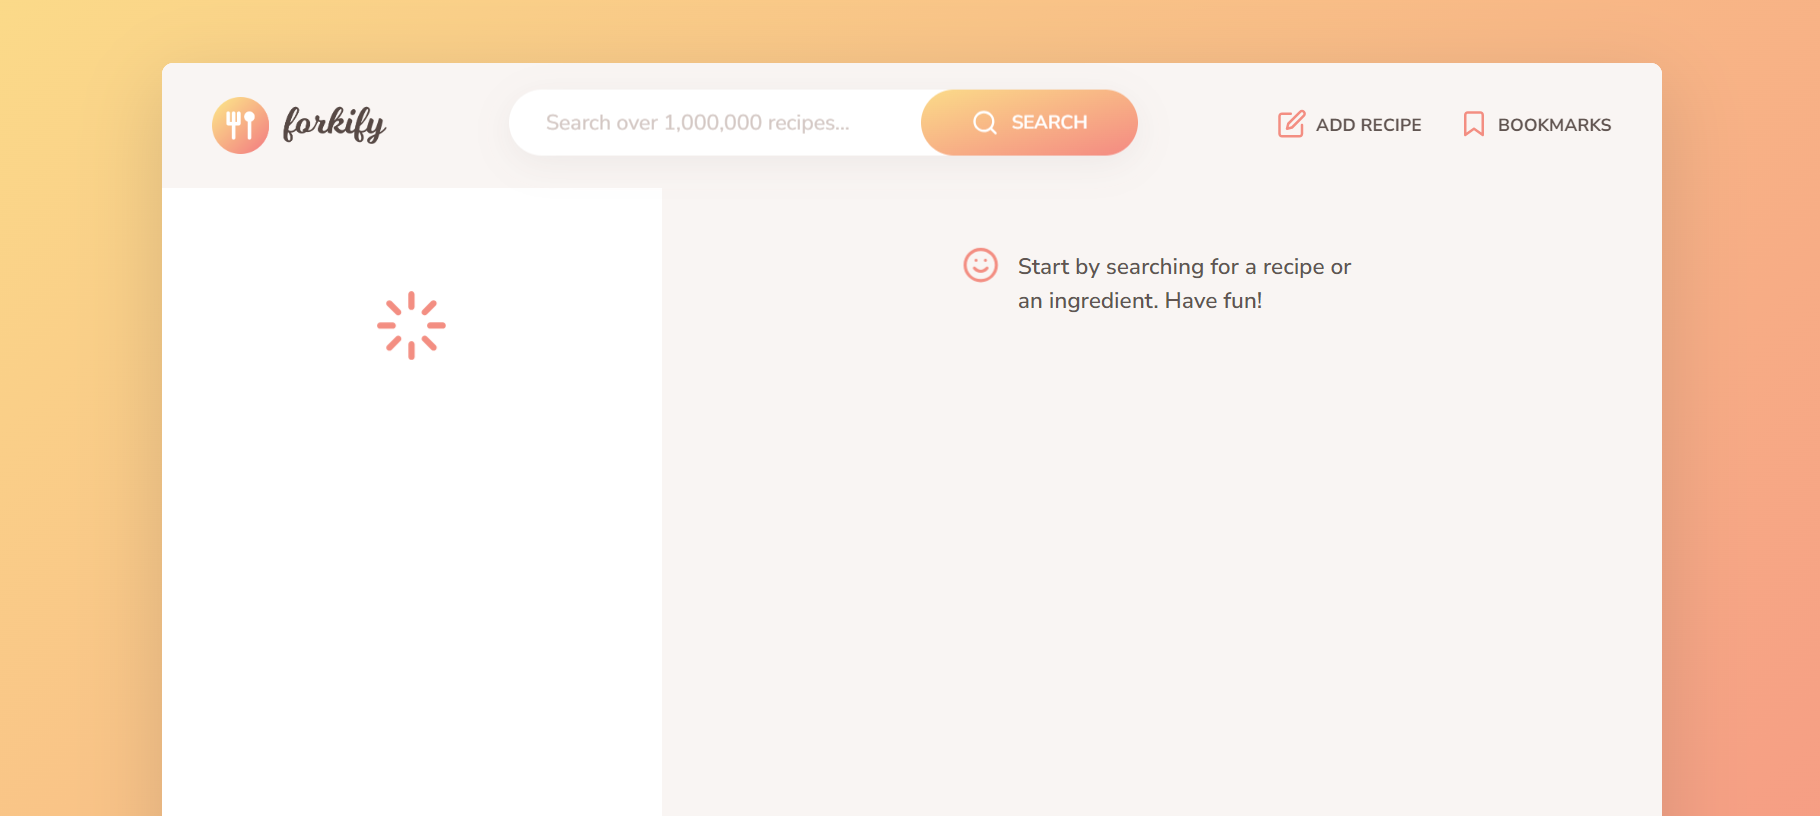 forkify
Search over 1,000,000 recipes...
SEARCH
ADD RECIPE
BOOKMARKS
Start by searching for a recipe or
an ingredient. Have fun!